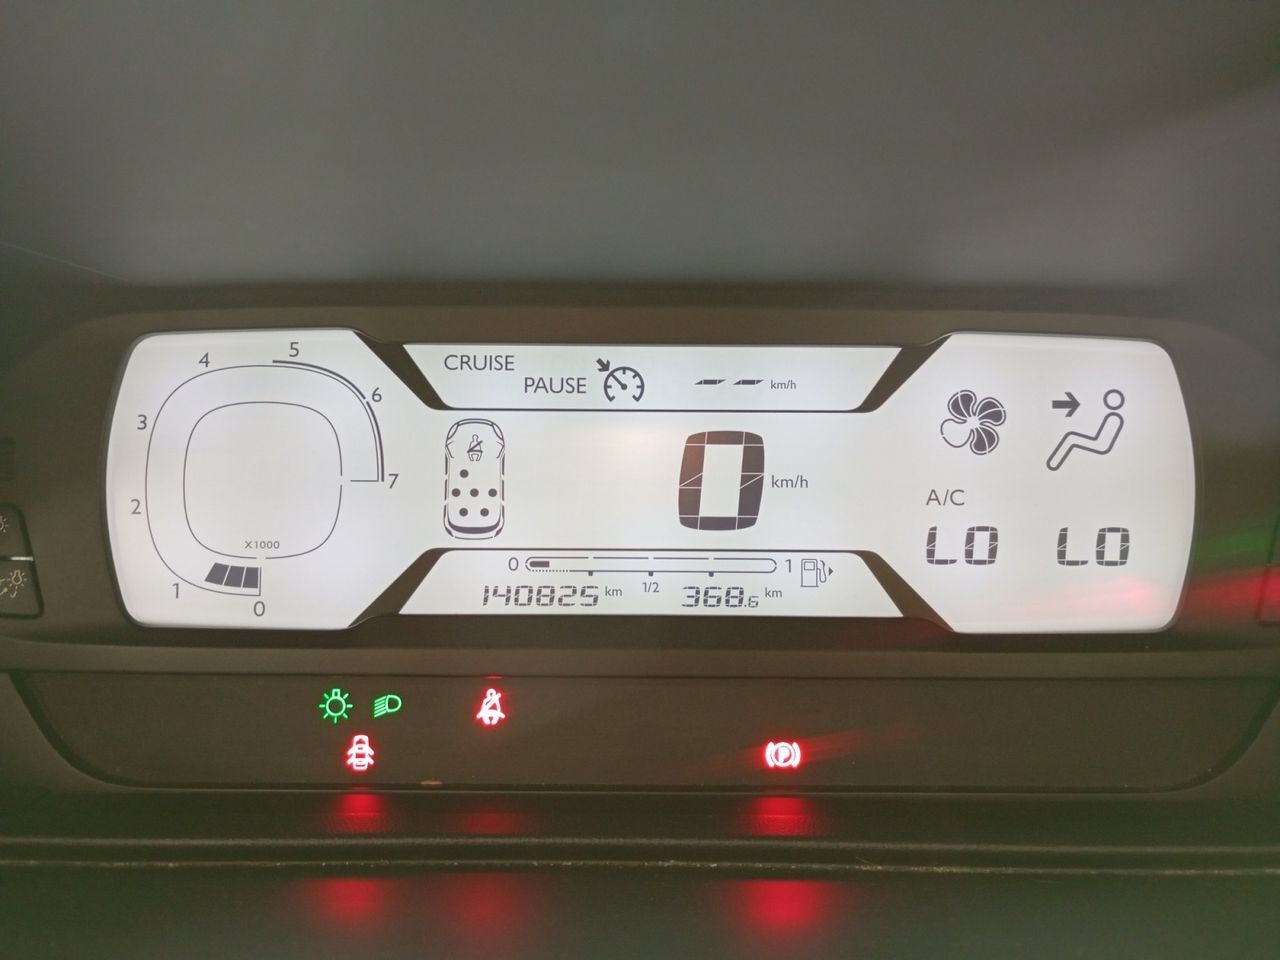 4 5
6
3
7
2
X1000
1
0
CRUISE
PAUSE
-- km/h
0 km/h
0 1/2 1
140825 km 368.6 km
A/C
LO LO
P